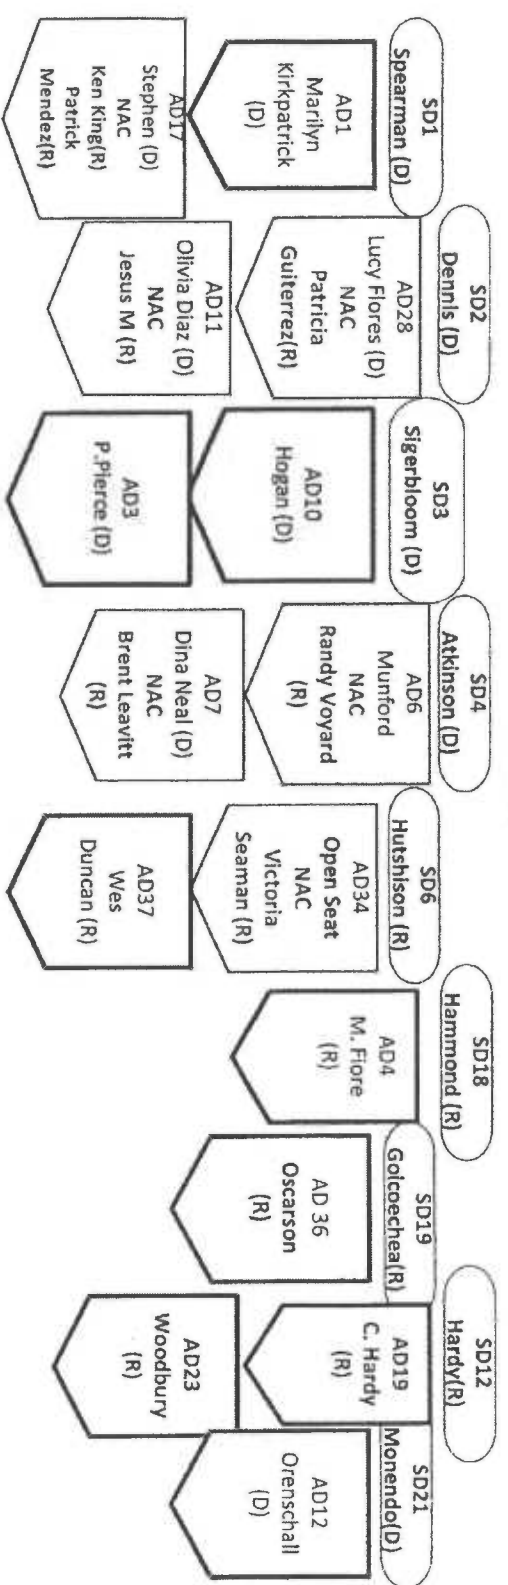 SD1
Spearman (D)
AD1
Marilyn
Kirkpatrick
(D)
AD17
Stephen (D)
NAC
Ken King(R)
Patrick
Mendez(R)
SD2
Dennis (D)
AD28
Lucy Flores (D)
NAC
Patricia
Guiterrez(R)
AD11
Olivia Diaz (D)
NAC
Jesus M (R)
SD3
Sigerbloom (D)
AD10
Hogan (D)
AD3
P.Pierce (D)
SD4
Atkinson (D)
AD6
Munford
NAC
Randy Voyard
(R)
AD7
Dina Neal (D)
NAC
Brent Leavitt
(R)
SD6
Hutshison (R)
AD34
Open Seat
NAC
Victoria
Seaman (R)
AD37
Wes
Duncan (R)
SD18
Hammond (R)
AD4
M. Fiore
(R)
SD19
Goicoechea(R)
AD 36
Oscarson
(R)
SD12
Hardy(R)
AD19
C. Hardy
(R)
AD23
Woodbury
(R)
SD21
Monendo(D)
AD12
Orenschall
(D)